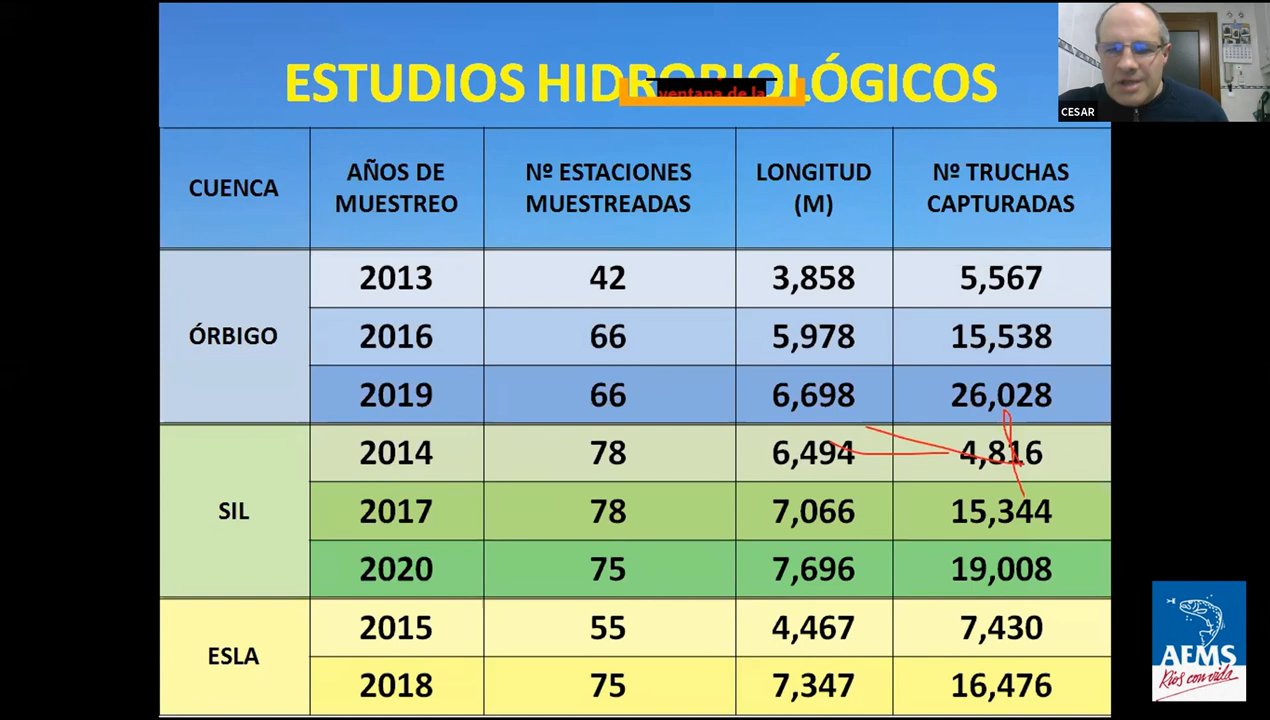 ESTUDIOS HIDROBIOLÓGICOS
ventana de la
CESAR
CUENCA
AÑOS DE
MUESTREO
Nº ESTACIONES
MUESTREADAS
LONGITUD
(M)
Nº TRUCHAS
CAPTURADAS
ÓRBIGO
2013 42 3,858 5,567
2016 66 5,978 15,538
2019 66 6,698 26,028
SIL
2014 78 6,494 4,816
2017 78 7,066 15,344
2020 75 7,696 19,008
ESLA
2015 55 4,467 7,430
2018 75 7,347 16,476
AEMS
Ríos con vida